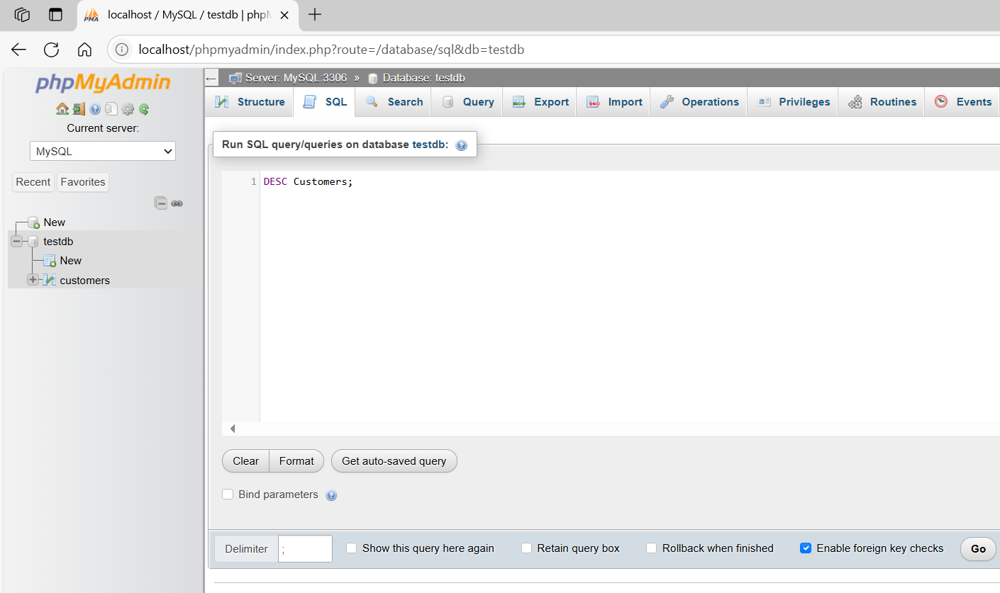 localhost / MySQL / testdb | phpM
localhost/phpmyadmin/index.php?route=/database/sql&db=testdb
phpMyAdmin
Current server:
MySQL
Recent Favorites
New
testdb
New
customers
Server: MySQL:3306 » Database: testdb
Structure SQL Search Query Export Import Operations Privileges Routines Events
Run SQL query/queries on database testdb:
1 DESC Customers;
Clear Format Get auto-saved query
Bind parameters
Delimiter ; Show this query here again Retain query box Rollback when finished Enable foreign key checks Go